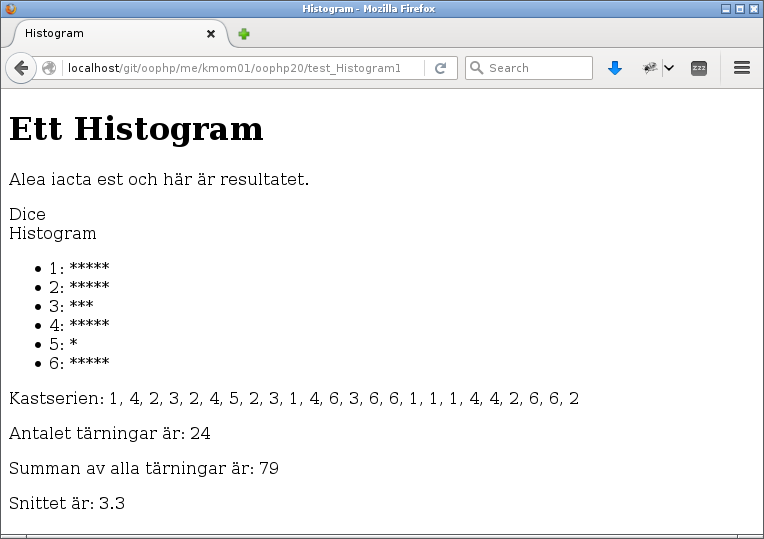 Histogram - Mozilla Firefox
Histogram
localhost/git/oophp/me/kmom01/oophp20/test_Histogram1
Search
zzz
Ett Histogram
Alea iacta est och här är resultatet.
Dice
Histogram
1: *****
2: *****
3: ***
4: *****
5: *
6: *****
Kastserien: 1, 4, 2, 3, 2, 4, 5, 2, 3, 1, 4, 6, 3, 6, 6, 1, 1, 1, 4, 4, 2, 6, 6, 2
Antalet tärningar är: 24
Summan av alla tärningar är: 79
Snittet är: 3.3